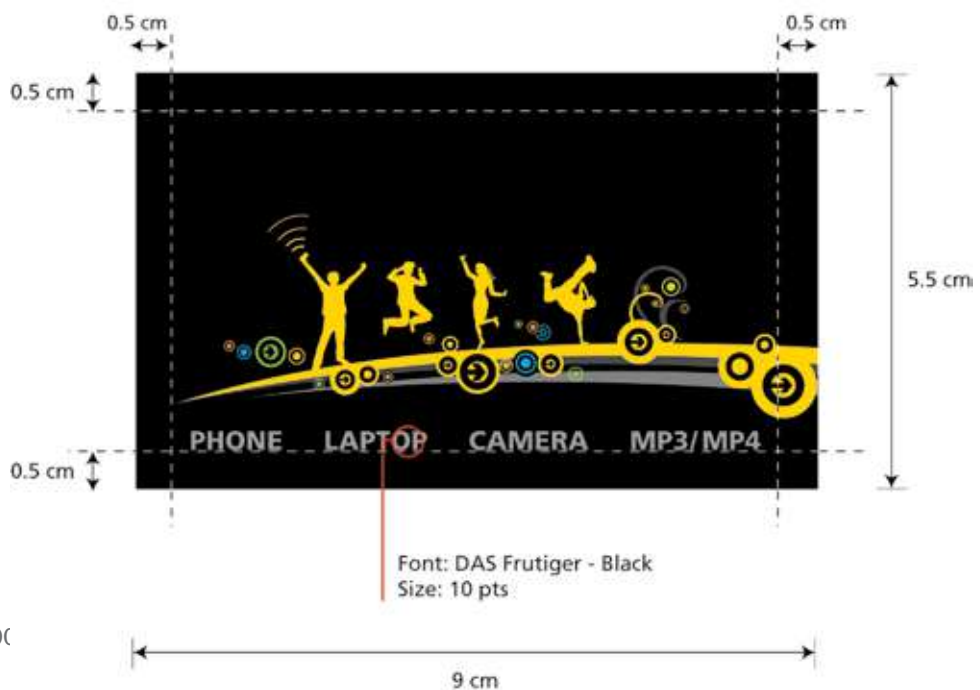 0.5 cm
0.5 cm
0.5 cm
5.5 cm
PHONE LAPTOP CAMERA MP3/MP4
0.5 cm
Font: DAS Frutiger - Black
Size: 10 pts
9 cm